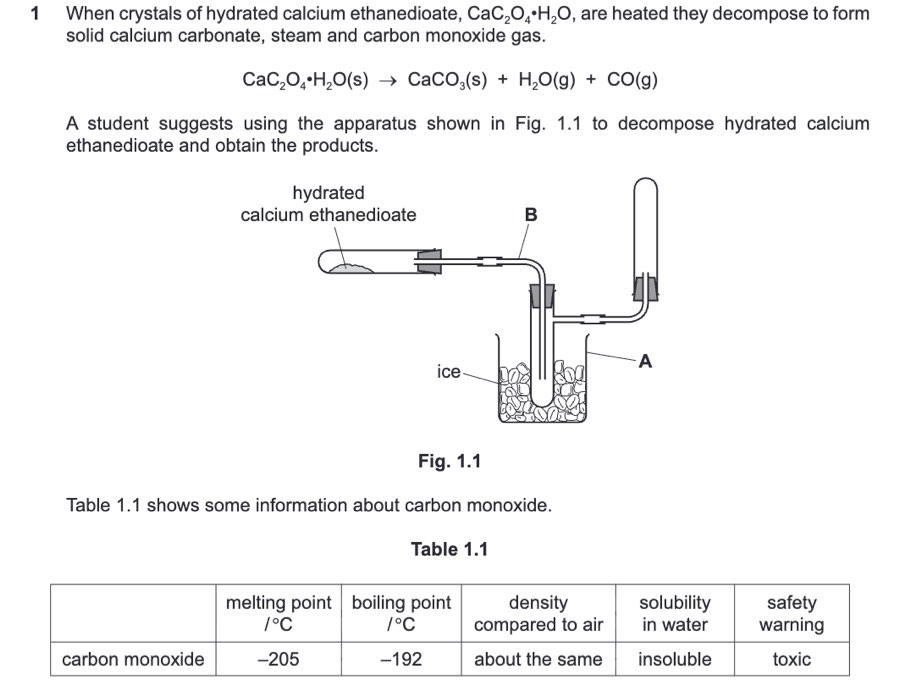 1 When crystals of hydrated calcium ethanedioate, CaC₂O₄•H₂O, are heated they decompose to form
solid calcium carbonate, steam and carbon monoxide gas.
CaC₂O₄•H₂O(s) → CaCO₃(s) + H₂O(g) + CO(g)
A student suggests using the apparatus shown in Fig. 1.1 to decompose hydrated calcium
ethanedioate and obtain the products.
hydrated
calcium ethanedioate
B
ice
A
Fig. 1.1
Table 1.1 shows some information about carbon monoxide.
Table 1.1
melting point /°C
boiling point /°C
density compared to air
solubility in water
safety warning
carbon monoxide –205 –192 about the same insoluble toxic